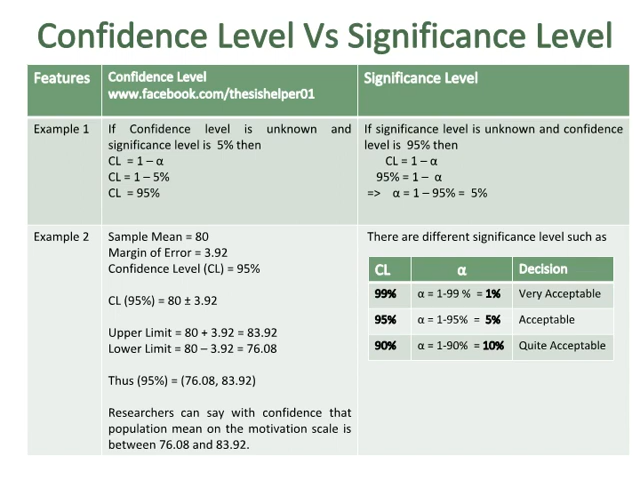 Confidence Level Vs Significance Level
Features
Confidence Level
www.facebook.com/thesishelper01
Significance Level
Example 1
If Confidence level is unknown and
significance level is 5% then
CL = 1 – α
CL = 1 – 5%
CL = 95%
If significance level is unknown and confidence
level is 95% then
CL = 1 – α
95% = 1 – α
=> α = 1 – 95% = 5%
Example 2
Sample Mean = 80
Margin of Error = 3.92
Confidence Level (CL) = 95%
CL (95%) = 80 ± 3.92
Upper Limit = 80 + 3.92 = 83.92
Lower Limit = 80 – 3.92 = 76.08
Thus (95%) = (76.08, 83.92)
Researchers can say with confidence that
population mean on the motivation scale is
between 76.08 and 83.92.
There are different significance level such as
CL α Decision
99% α = 1-99 % = 1% Very Acceptable
95% α = 1-95% = 5% Acceptable
90% α = 1-90% = 10% Quite Acceptable